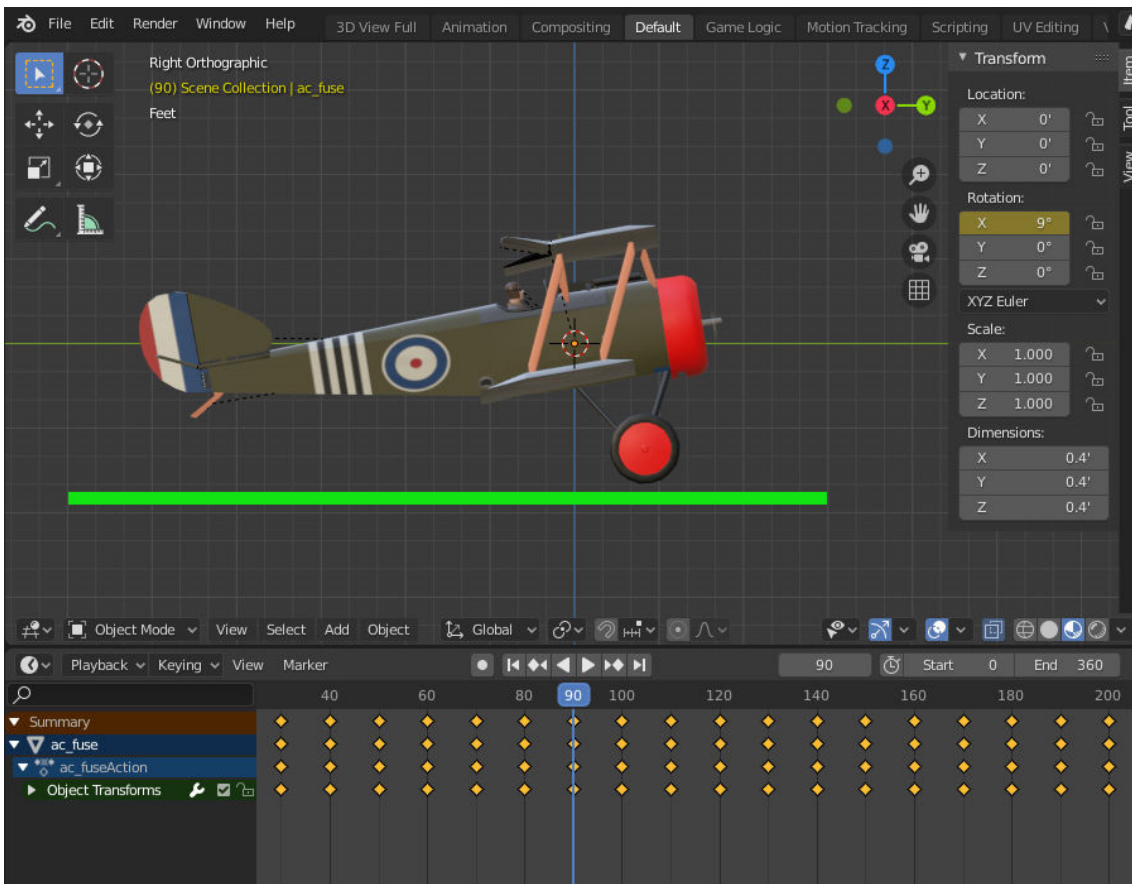 File Edit Render Window Help 3D View Full Animation Compositing Default Game Logic Motion Tracking Scripting UV Editing
Right Orthographic
(90) Scene Collection | ac_fuse
Feet
Z
X
Y
Transform
Location:
X 0'
Y 0'
Z 0'
Rotation:
X 9°
Y 0°
Z 0°
XYZ Euler
Scale:
X 1.000
Y 1.000
Z 1.000
Dimensions:
X 0.4'
Y 0.4'
Z 0.4'
Item
Tool
View
Object Mode View Select Add Object Global
Playback Keying View Marker 90 Start 0 End 360
40 60 80 90 100 120 140 160 180 200
Summary
ac_fuse
ac_fuseAction
Object Transforms